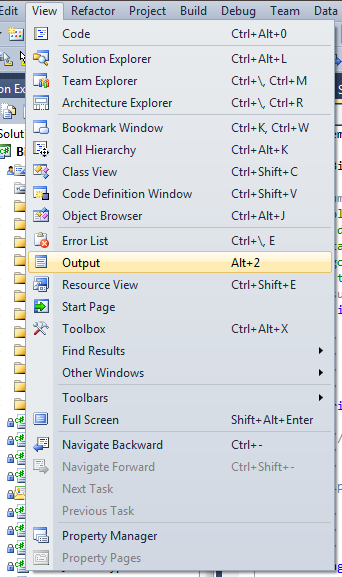 Edit View Refactor Project Build Debug Team Data
Code Ctrl+Alt+0
Solution Explorer Ctrl+Alt+L
Team Explorer Ctrl+\, Ctrl+M
Architecture Explorer Ctrl+\, Ctrl+R
Bookmark Window Ctrl+K, Ctrl+W
Call Hierarchy Ctrl+Alt+K
Class View Ctrl+Shift+C
Code Definition Window Ctrl+Shift+V
Object Browser Ctrl+Alt+J
Error List Ctrl+\, E
Output Alt+2
Resource View Ctrl+Shift+E
Start Page
Toolbox Ctrl+Alt+X
Find Results
Other Windows
Toolbars
Full Screen Shift+Alt+Enter
Navigate Backward Ctrl+-
Navigate Forward Ctrl+Shift+-
Next Task
Previous Task
Property Manager
Property Pages